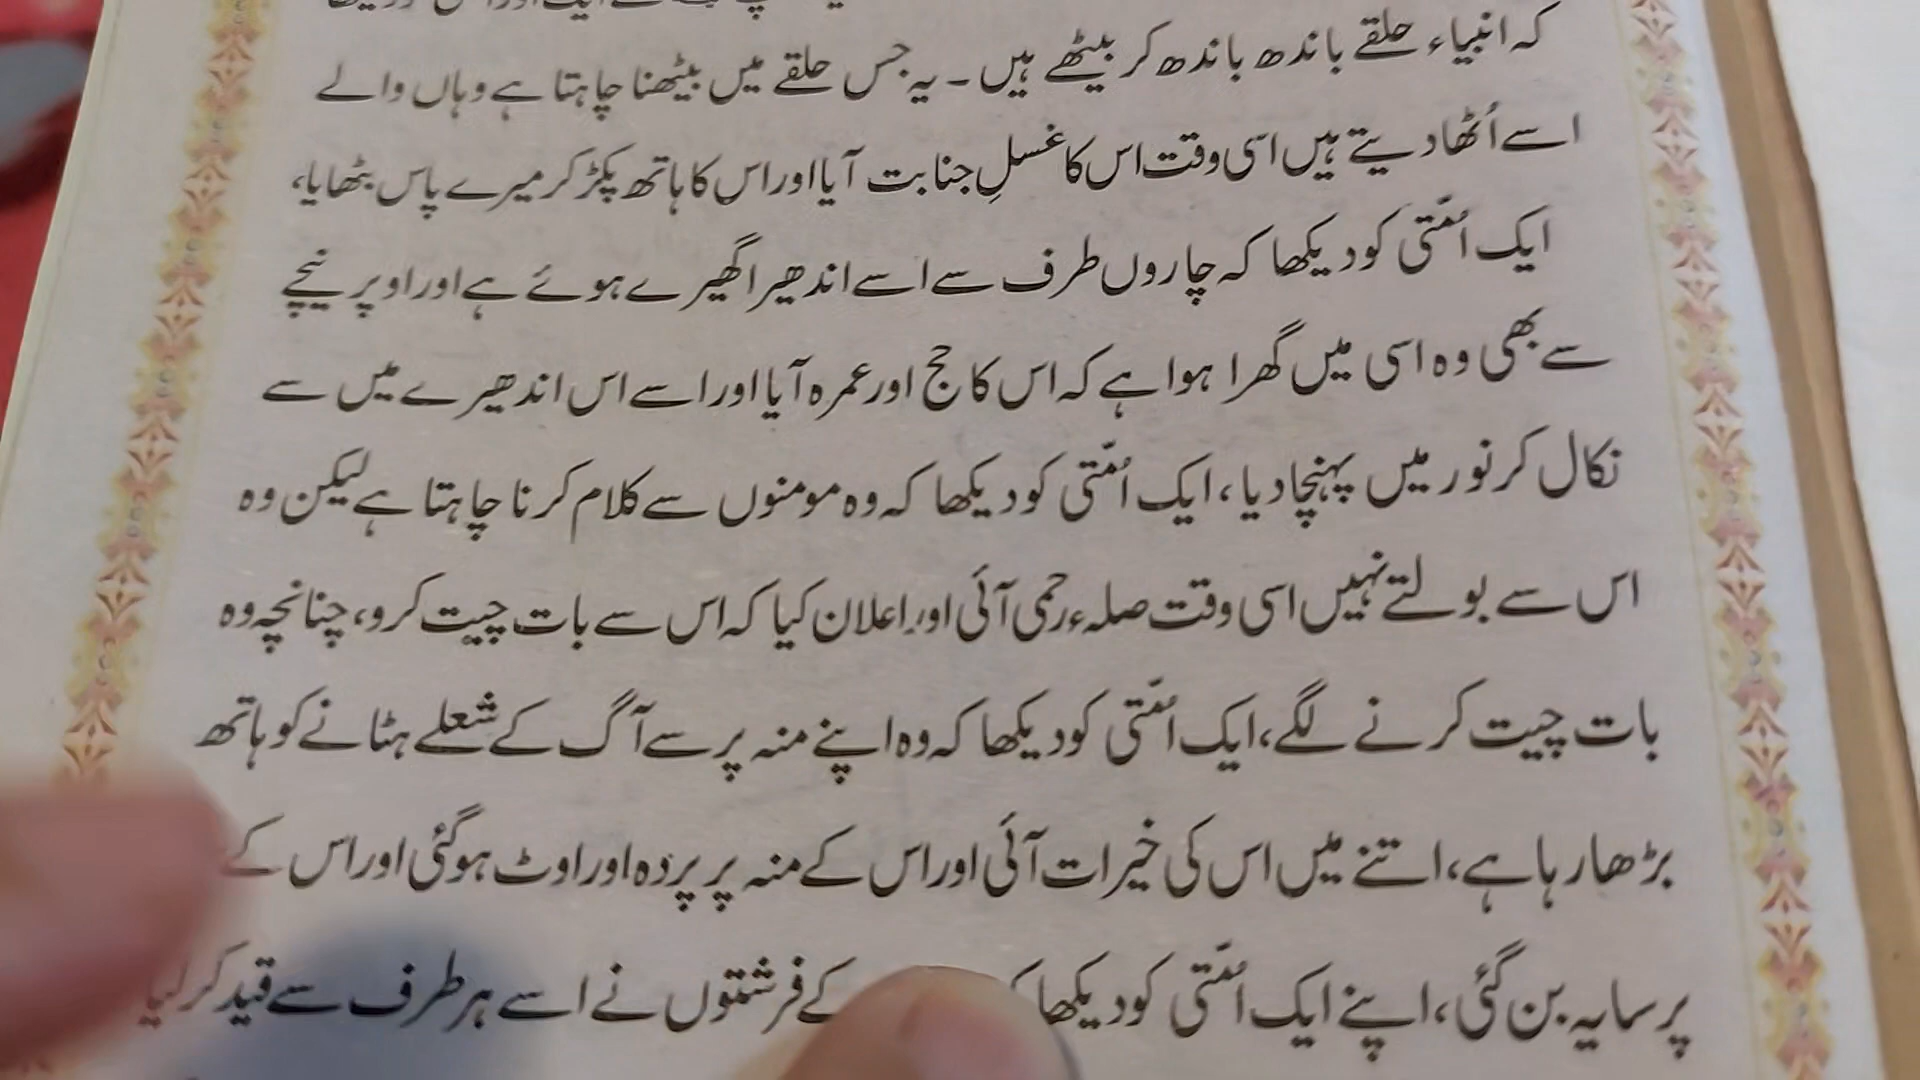 کہ انبیاء حلقے باندھ باندھ کر بیٹھے ہیں ۔ یہ جس حلقے میں بیٹھنا چاہتا ہے وہاں والے
اسے اُٹھا دیتے ہیں اسی وقت اس کا غسلِ جنابت آیا اور اس کا ہاتھ پکڑ کر میرے پاس بٹھایا،
ایک اُمّتی کو دیکھا کہ چاروں طرف سے اسے اندھیرا گھیرے ہوئے ہے اور اوپر نیچے
سے بھی وہ اسی میں گھرا ہوا ہے کہ اس کا حج اور عمرہ آیا اور اسے اس اندھیرے میں سے
نکال کر نور میں پہنچا دیا، ایک اُمّتی کو دیکھا کہ وہ مومنوں سے کلام کرنا چاہتا ہے لیکن وہ
اس سے بولتے نہیں اسی وقت صلہءرحمی آئی اور اعلان کیا کہ اس سے بات چیت کرو، چنانچہ وہ
بات چیت کرنے لگے، ایک اُمّتی کو دیکھا کہ وہ اپنے منہ پر سے آگ کے شعلے ہٹانے کو ہاتھ
بڑھا رہا ہے، اتنے میں اس کی خیرات آئی اور اس کے منہ پر پردہ اور اوٹ ہوگئی اور اس کے
پر سایہ بن گئی، اپنے ایک اُمّتی کو دیکھا کے فرشتوں نے اسے ہر طرف سے قید کر لیا